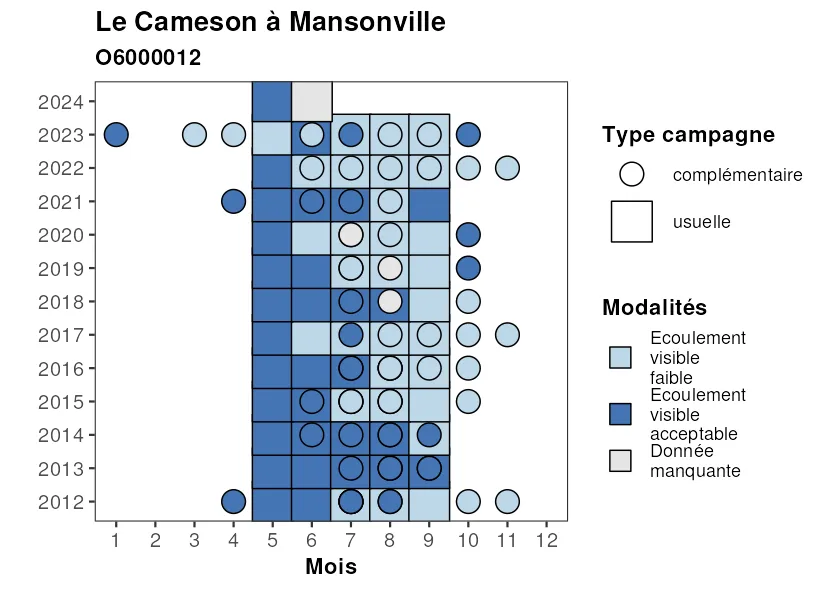 Le Cameson à Mansonville
O6000012
2024
2023
2022
2021
2020
2019
2018
2017
2016
2015
2014
2013
2012
1 2 3 4 5 6 7 8 9 10 11 12
Mois
Type campagne
complémentaire
usuelle
Modalités
Ecoulement
visible
faible
Ecoulement
visible
acceptable
Donnée
manquante